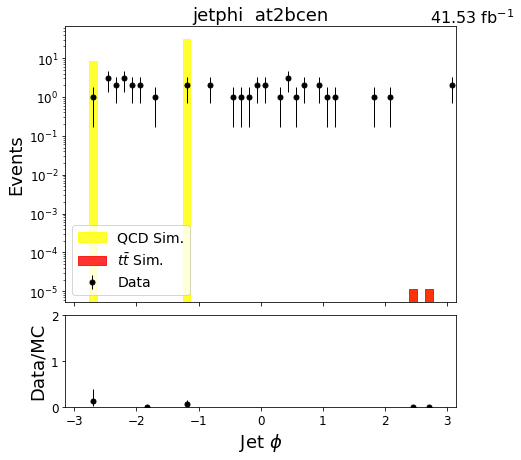 jetphi at2bcen
41.53 fb⁻¹
Events
10¹
10⁰
10⁻¹
10⁻²
10⁻³
10⁻⁴
10⁻⁵
QCD Sim.
tt̄ Sim.
Data
Data/MC
2
1
0
−3 −2 −1 0 1 2 3
Jet ϕ